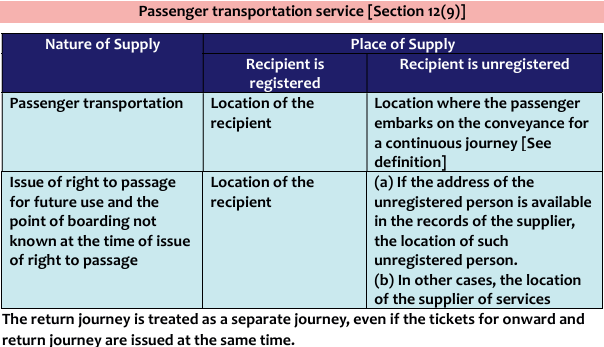 Passenger transportation service [Section 12(9)]
Nature of Supply
Place of Supply
Recipient is
registered
Recipient is unregistered
Passenger transportation
Location of the
recipient
Location where the passenger
embarks on the conveyance for
a continuous journey [See
definition]
Issue of right to passage
for future use and the
point of boarding not
known at the time of issue
of right to passage
Location of the
recipient
(a) If the address of the
unregistered person is available
in the records of the supplier,
the location of such
unregistered person.
(b) In other cases, the location
of the supplier of services
The return journey is treated as a separate journey, even if the tickets for onward and
return journey are issued at the same time.